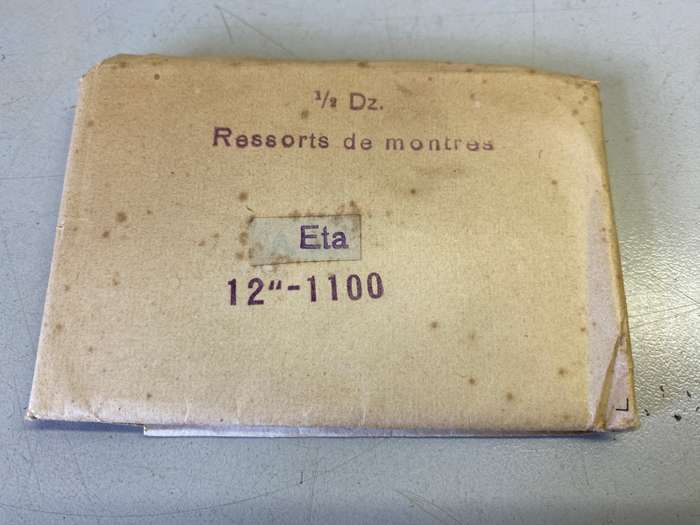 ½ Dz.
Ressorts de montres
Eta
12"-1100